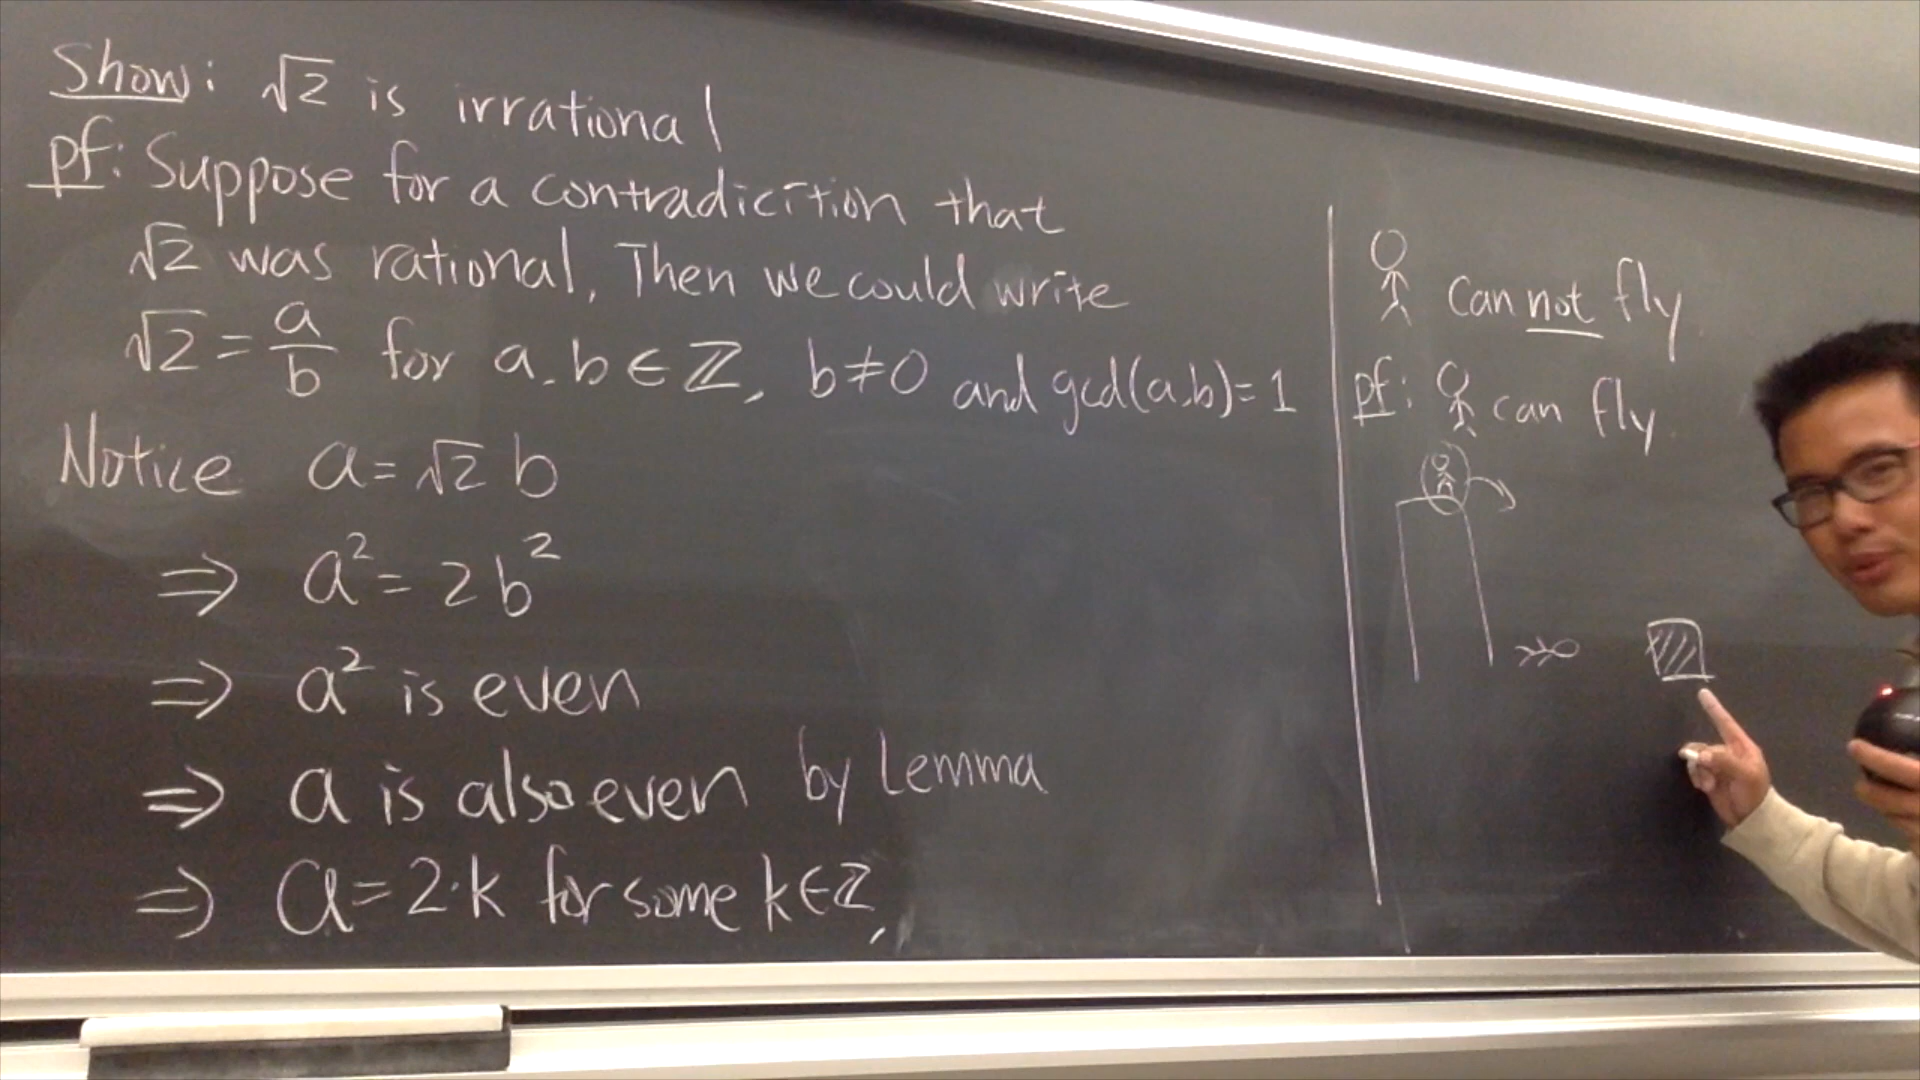 Show: √2 is irrational
pf: Suppose for a contradicition that
√2 was rational. Then we could write
√2 = a/b for a, b ∈ ℤ, b ≠ 0 and gcd(a,b) = 1
Notice a = √2 b
⇒ a² = 2b²
⇒ a² is even
⇒ a is also even by Lemma
⇒ a = 2·k for some k ∈ ℤ,
can not fly
pf: can fly